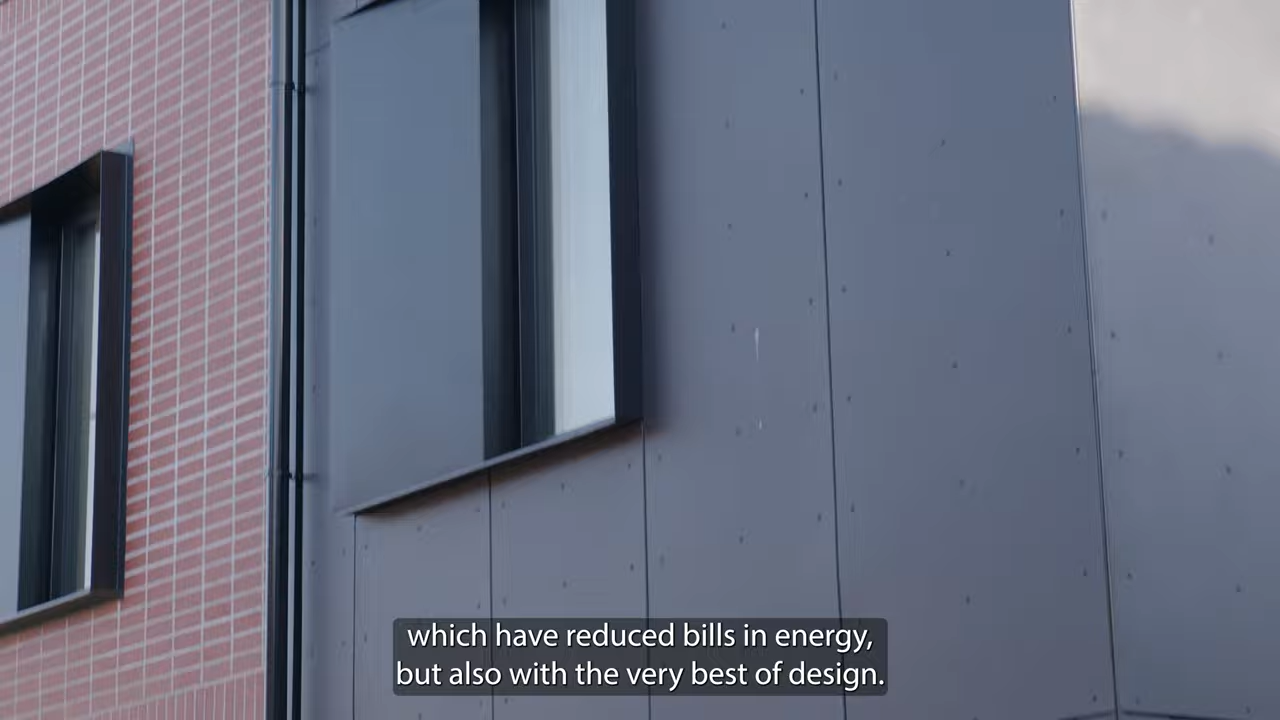 which have reduced bills in energy,
but also with the very best of design.